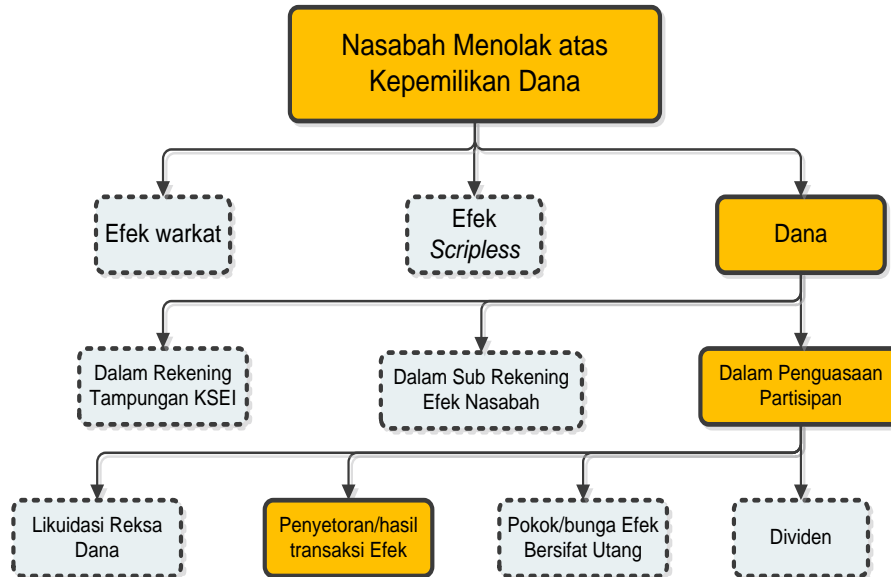 Nasabah Menolak atas
Kepemilikan Dana
Efek warkat
Efek
Scripless
Dana
Dalam Rekening
Tampungan KSEI
Dalam Sub Rekening
Efek Nasabah
Dalam Penguasaan
Partisipan
Likuidasi Reksa
Dana
Penyetoran/hasil
transaksi Efek
Pokok/bunga Efek
Bersifat Utang
Dividen